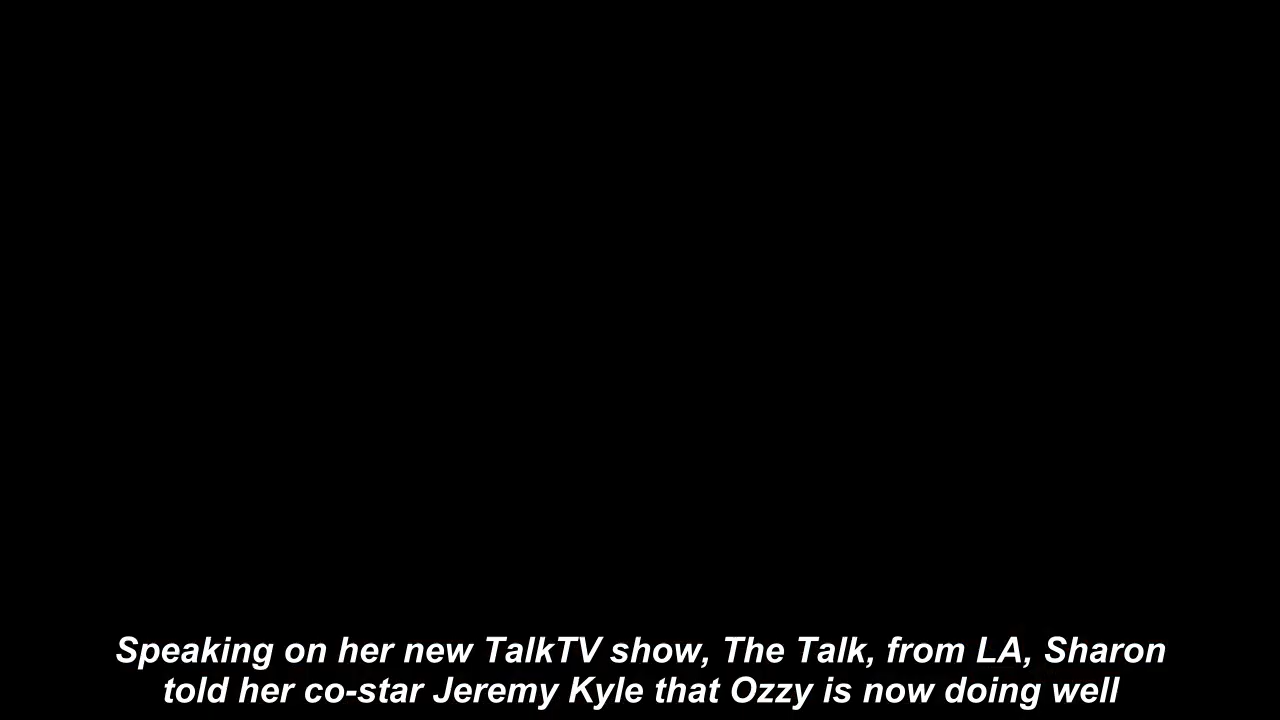 Speaking on her new TalkTV show, The Talk, from LA, Sharon
told her co-star Jeremy Kyle that Ozzy is now doing well